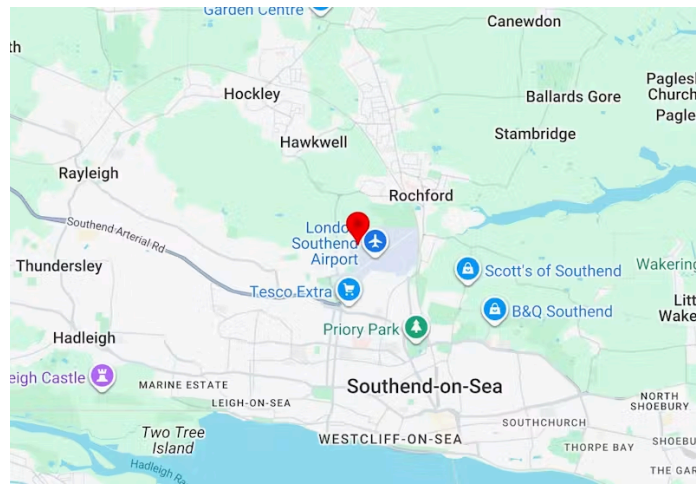 Garden Centre
Canewdon
th
Hockley
Ballards Gore
Pagles
Church
Pagle
Hawkwell
Stambridge
Rayleigh
Rochford
Southend Arterial Rd
London
Southend
Airport
Thundersley
Tesco Extra
Scott's of Southend
Wakering
B&Q Southend
Litt
Wake
Priory Park
Hadleigh
eigh Castle
MARINE ESTATE
Southend-on-Sea
LEIGH-ON-SEA
NORTH
SHOEBURY
SOUTHCHURCH
Two Tree
Island
WESTCLIFF-ON-SEA
THORPE BAY
SHOEBU
Hadleigh Ra
THE GAR